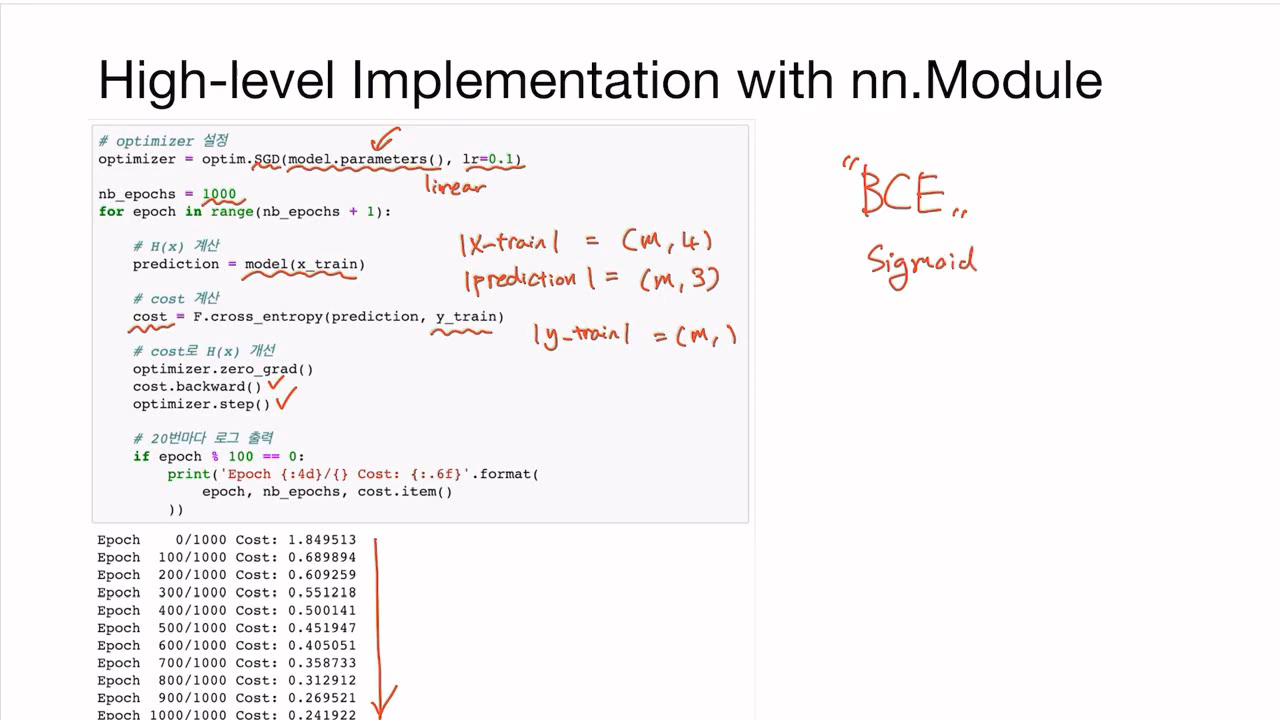 High-level Implementation with nn.Module
# optimizer 설정
optimizer = optim.SGD(model.parameters(), lr=0.1)
linear
nb_epochs = 1000
for epoch in range(nb_epochs + 1):
# H(x) 계산
prediction = model(x_train)
# cost 계산
cost = F.cross_entropy(prediction, y_train)
# cost로 H(x) 개선
optimizer.zero_grad()
cost.backward()
optimizer.step()
# 20번마다 로그 출력
if epoch % 100 == 0:
print('Epoch {:4d}/{} Cost: {:.6f}'.format(
epoch, nb_epochs, cost.item()
))
|x-train| = (m, 4)
|prediction| = (m, 3)
|y-train| = (m, )
"BCE"
Sigmoid
Epoch    0/1000 Cost: 1.849513
Epoch  100/1000 Cost: 0.689894
Epoch  200/1000 Cost: 0.609259
Epoch  300/1000 Cost: 0.551218
Epoch  400/1000 Cost: 0.500141
Epoch  500/1000 Cost: 0.451947
Epoch  600/1000 Cost: 0.405051
Epoch  700/1000 Cost: 0.358733
Epoch  800/1000 Cost: 0.312912
Epoch  900/1000 Cost: 0.269521
Epoch 1000/1000 Cost: 0.241922